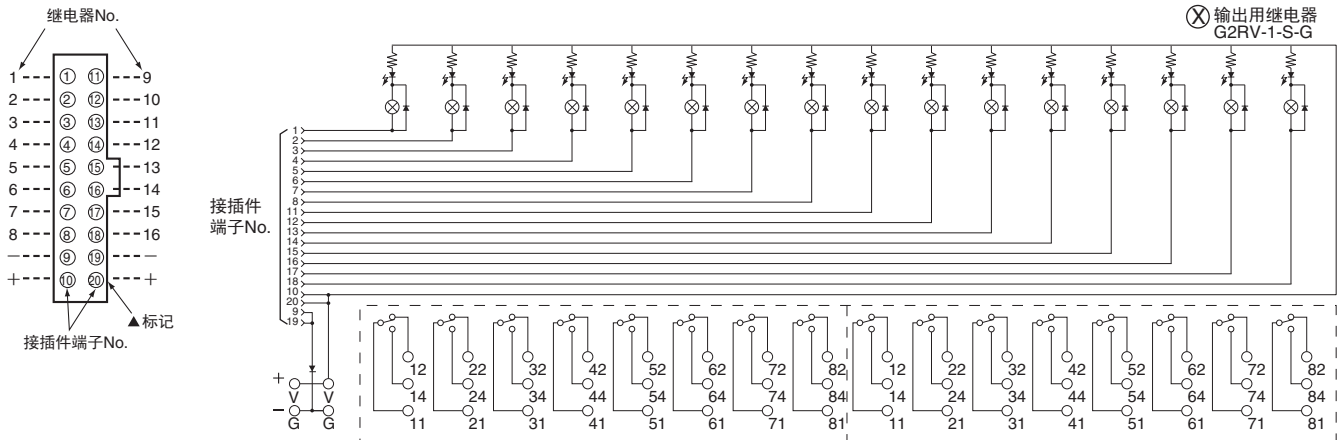 继电器No.
1 ① ⑪ 9
2 ② ⑫ 10
3 ③ ⑬ 11
4 ④ ⑭ 12
5 ⑤ ⑮ 13
6 ⑥ ⑯ 14
7 ⑦ ⑰ 15
8 ⑧ ⑱ 16
− ⑨ ⑲ −
+ ⑩ ⑳ +
▲标记
接插件端子No.
输出用继电器
G2RV-1-S-G
接插件
端子No.
1
2
3
4
5
6
7
8
11
12
13
14
15
16
17
18
10
20
9
19
+ V V
− G G
12 22 32 42 52 62 72 82 12 22 32 42 52 62 72 82
14 24 34 44 54 64 74 84 14 24 34 44 54 64 74 84
11 21 31 41 51 61 71 81 11 21 31 41 51 61 71 81